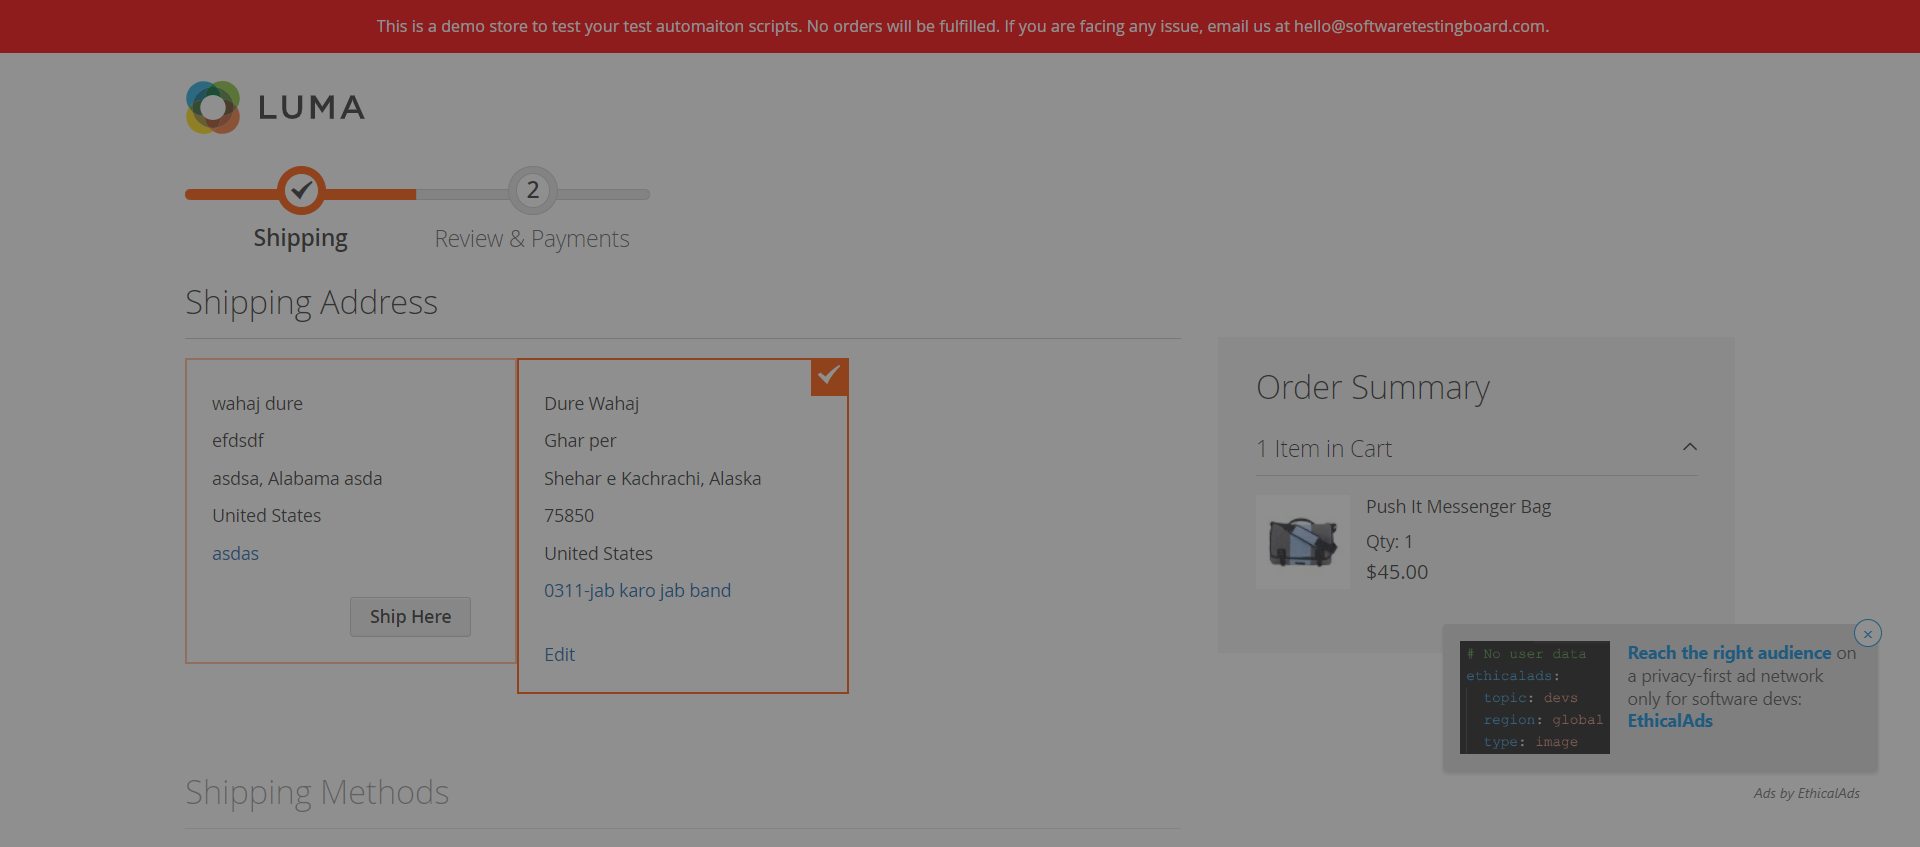 This is a demo store to test your test automaiton scripts. No orders will be fulfilled. If you are facing any issue, email us at hello@softwaretestingboard.com.
LUMA
2
Shipping
Review & Payments
Shipping Address
wahaj dure
efdsdf
asdsa, Alabama asda
United States
asdas
Ship Here
Dure Wahaj
Ghar per
Shehar e Kachrachi, Alaska
75850
United States
0311-jab karo jab band
Edit
Order Summary
1 Item in Cart
Push It Messenger Bag
Qty: 1
$45.00
# No user data
ethicalads:
topic: devs
region: global
type: image
Reach the right audience on
a privacy-first ad network
only for software devs:
EthicalAds
Ads by EthicalAds
Shipping Methods